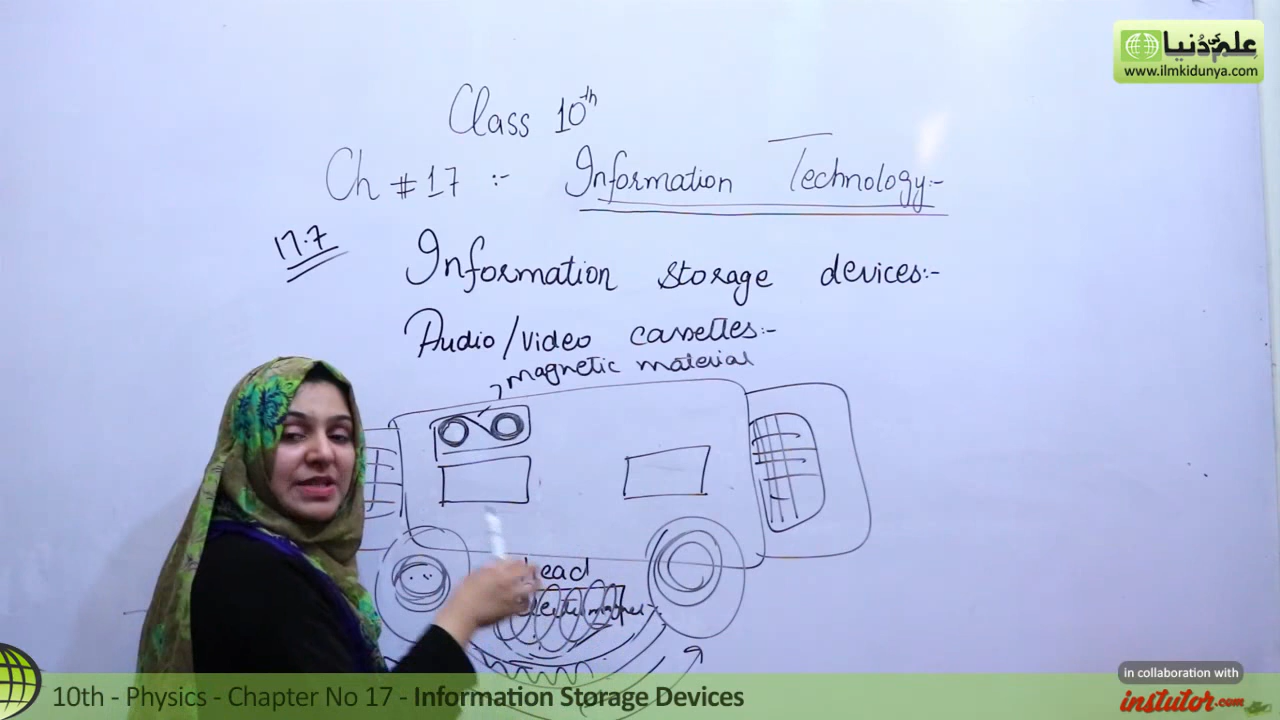 علم کی دُنیا
www.ilmkidunya.com
Class 10th
Ch # 17 :- Information Technology:-
17.7 Information storage devices:-
Audio/video cassettes:-
magnetic material
head
in collaboration with
instutor.com
10th - Physics - Chapter No 17 - Information Storage Devices